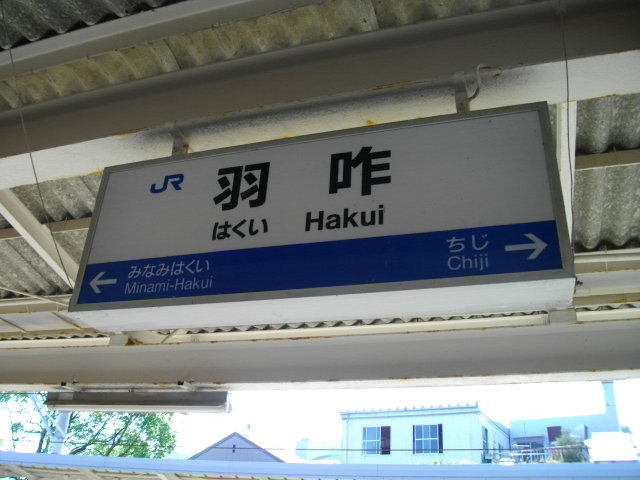 JR 羽咋
はくい Hakui
← みなみはくい ちじ →
Minami-Hakui Chiji